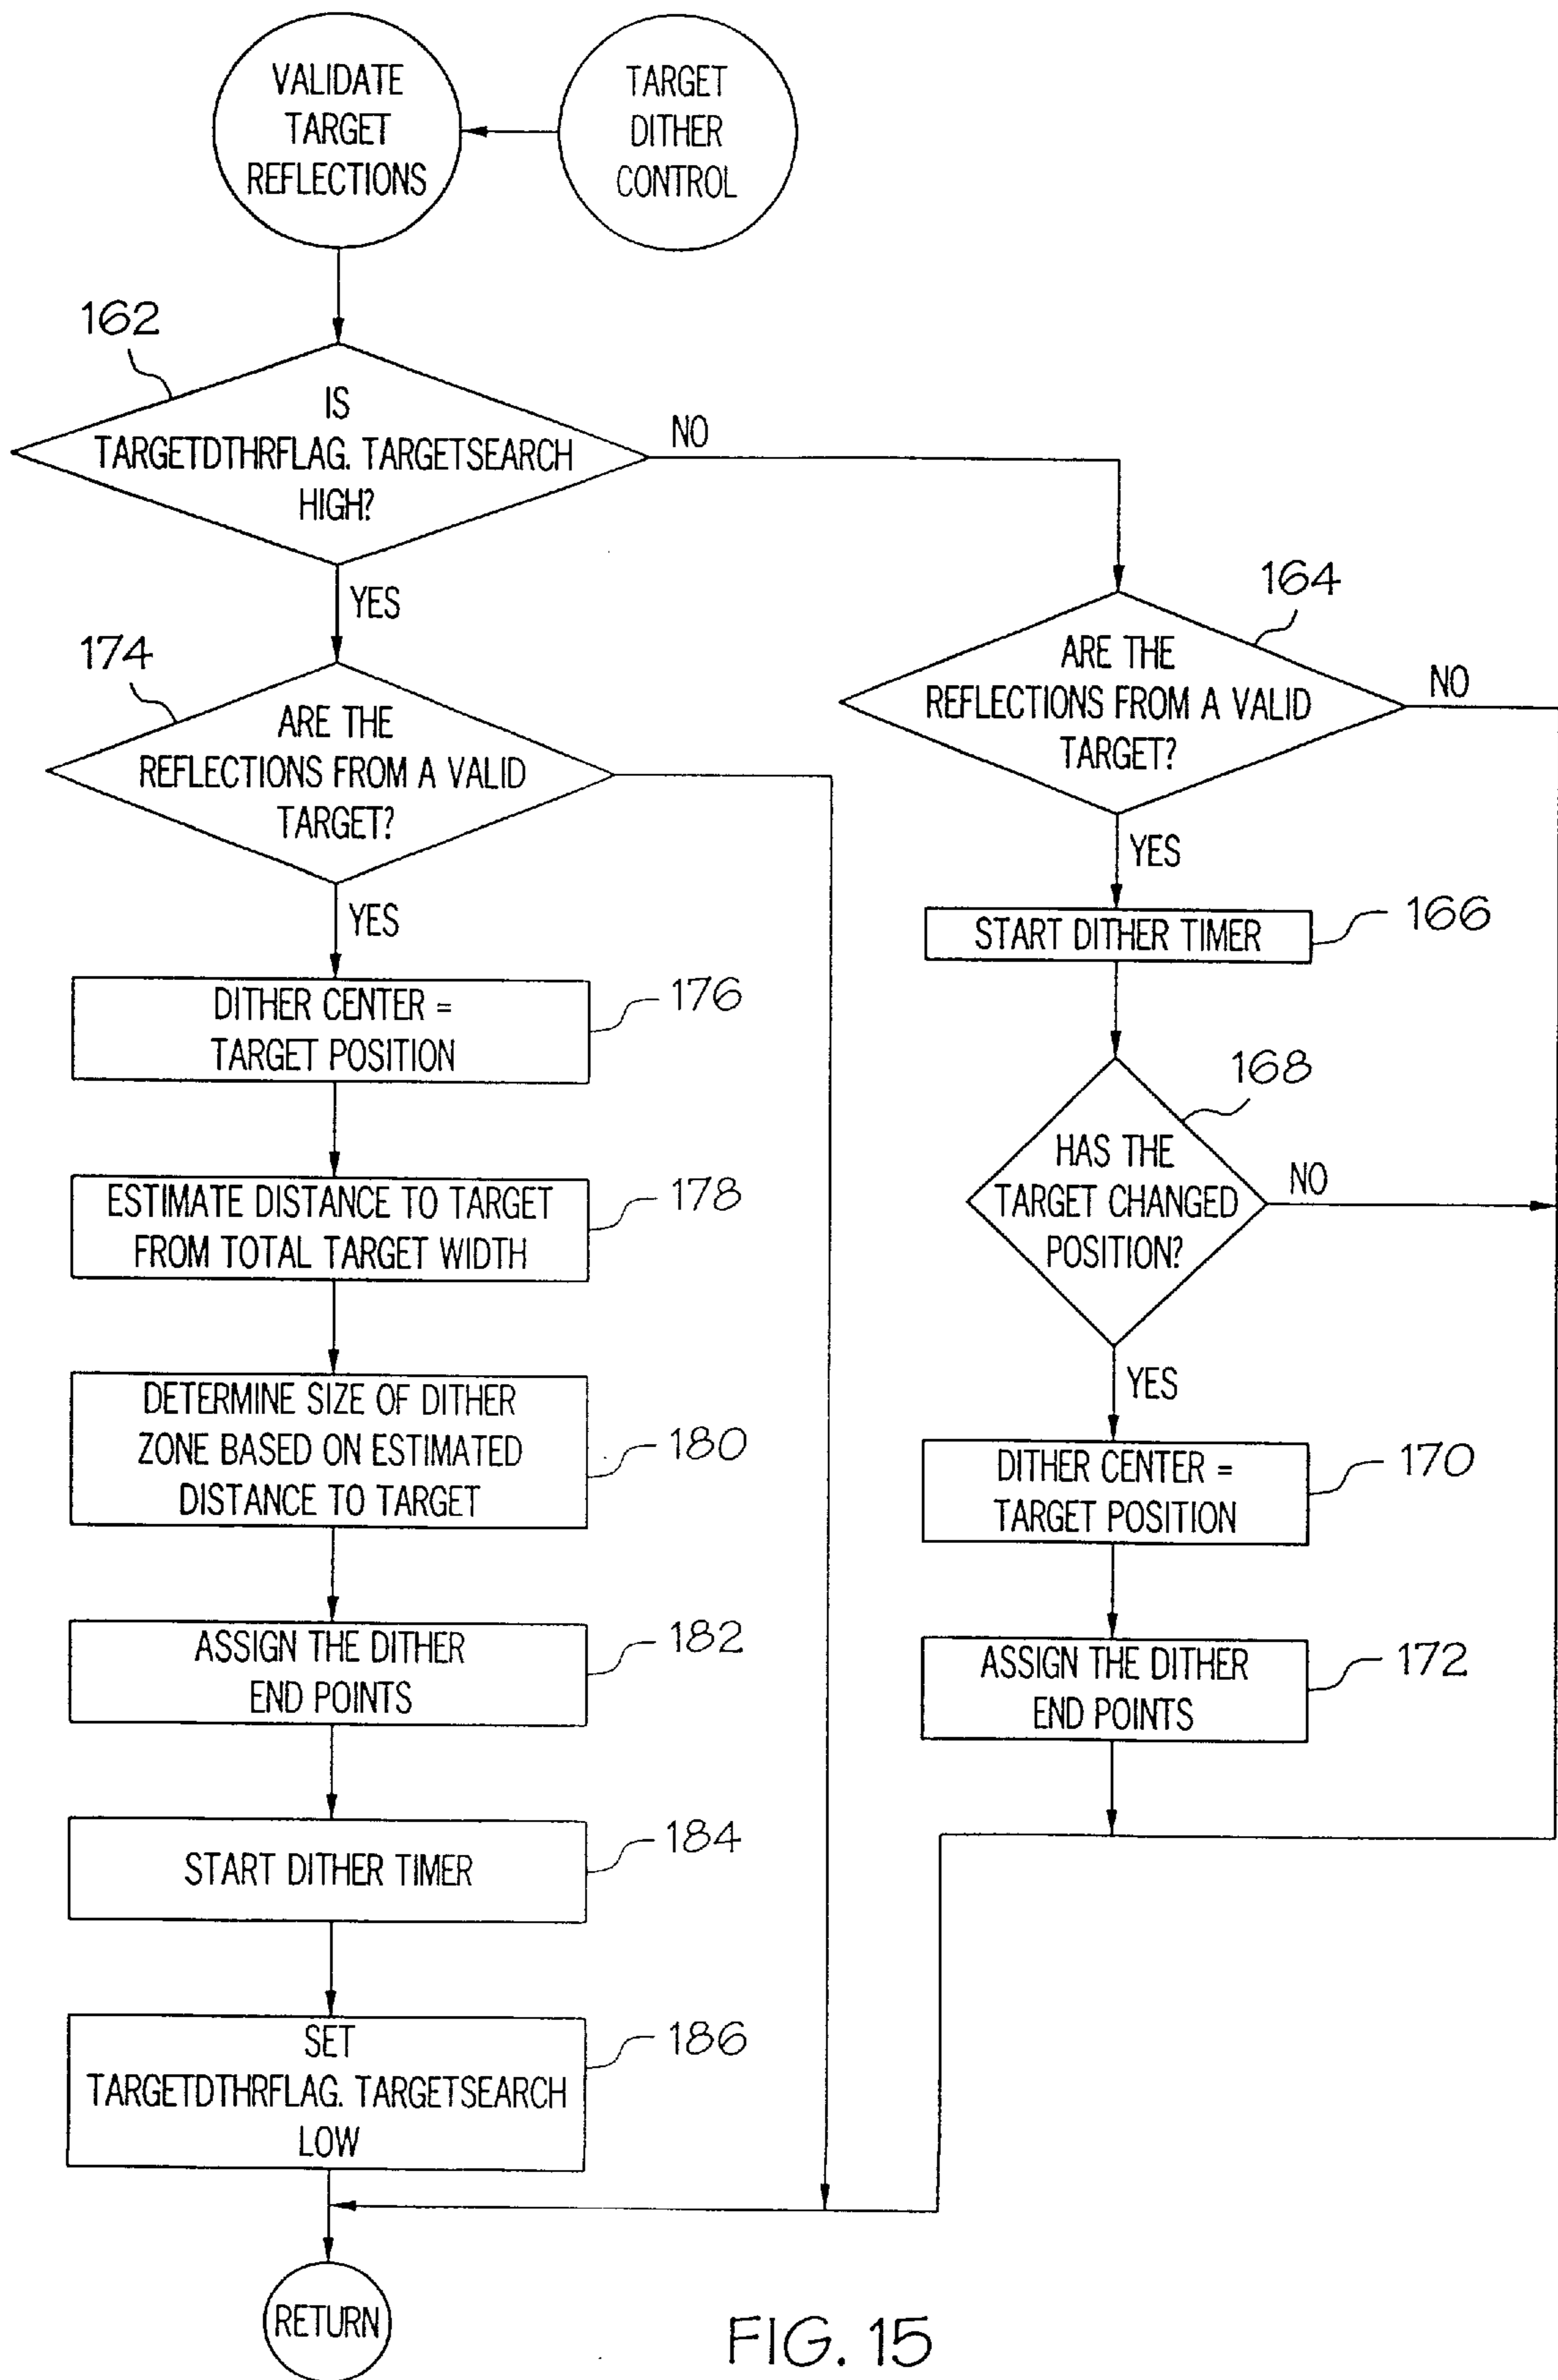 VALIDATE
TARGET
REFLECTIONS
TARGET
DITHER
CONTROL
162
IS
TARGETDTHRFLAG. TARGETSEARCH
HIGH?
NO
YES
174
ARE THE
REFLECTIONS FROM A VALID
TARGET?
YES
DITHER CENTER =
TARGET POSITION
176
ESTIMATE DISTANCE TO TARGET
FROM TOTAL TARGET WIDTH
178
DETERMINE SIZE OF DITHER
ZONE BASED ON ESTIMATED
DISTANCE TO TARGET
180
ASSIGN THE DITHER
END POINTS
182
START DITHER TIMER
184
SET
TARGETDTHRFLAG. TARGETSEARCH
LOW
186
RETURN
164
ARE THE
REFLECTIONS FROM A VALID
TARGET?
NO
YES
START DITHER TIMER
166
168
HAS THE
TARGET CHANGED
POSITION?
NO
YES
DITHER CENTER =
TARGET POSITION
170
ASSIGN THE DITHER
END POINTS
172
FIG. 15